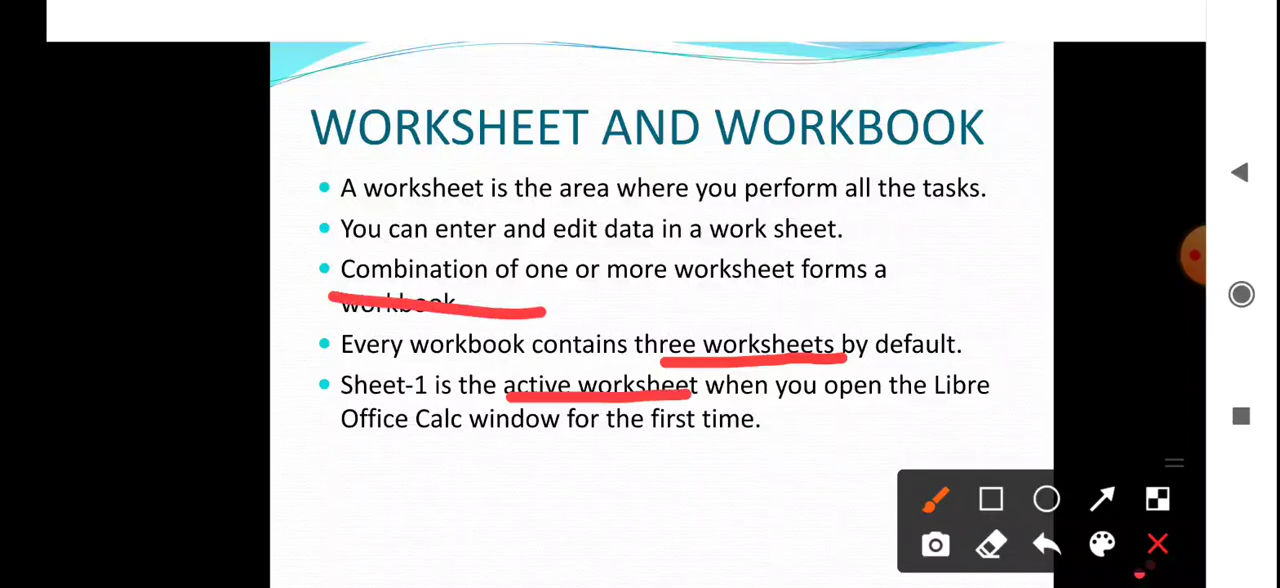 WORKSHEET AND WORKBOOK
A worksheet is the area where you perform all the tasks.
You can enter and edit data in a work sheet.
Combination of one or more worksheet forms a
workbook
Every workbook contains three worksheets by default.
Sheet-1 is the active worksheet when you open the Libre
Office Calc window for the first time.